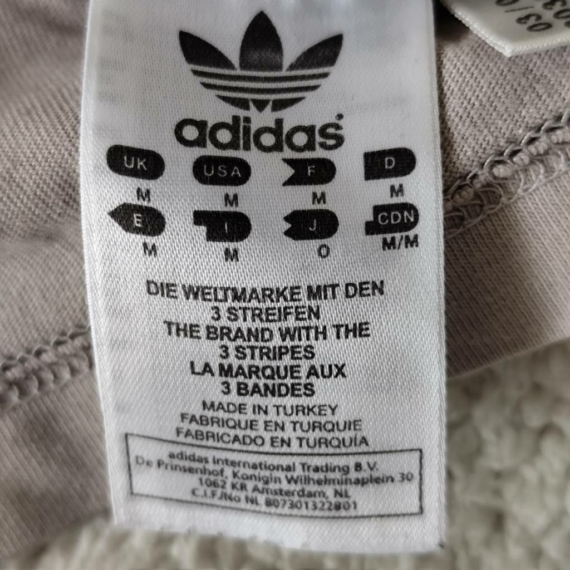 adidas
UK USA F D
M M M M
E I J CDN
M M O M/M
DIE WELTMARKE MIT DEN
3 STREIFEN
THE BRAND WITH THE
3 STRIPES
LA MARQUE AUX
3 BANDES
MADE IN TURKEY
FABRIQUE EN TURQUIE
FABRICADO EN TURQUÍA
adidas International Trading B.V.
De Prinsenhof, Konigin Wilhelminaplein 30
1062 KR Amsterdam, NL
C.I.F./No NL 807301322B01